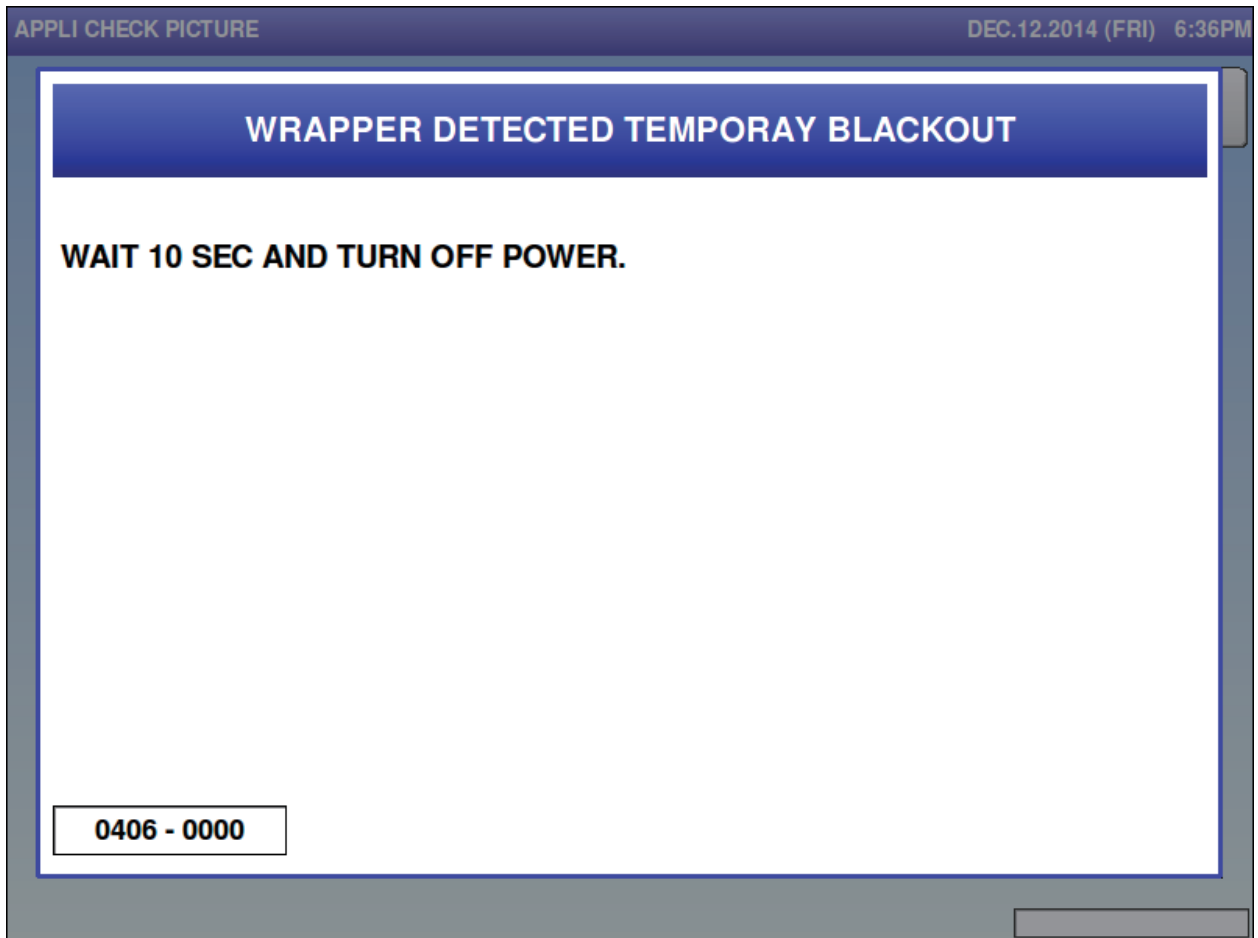 APPLI CHECK PICTURE DEC.12.2014 (FRI) 6:36PM
WRAPPER DETECTED TEMPORAY BLACKOUT
WAIT 10 SEC AND TURN OFF POWER.
0406 - 0000